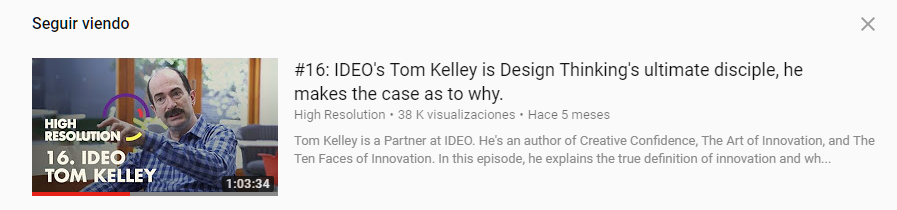 Seguir viendo
#16: IDEO's Tom Kelley is Design Thinking's ultimate disciple, he
makes the case as to why.
High Resolution • 38 K visualizaciones • Hace 5 meses
Tom Kelley is a Partner at IDEO. He's an author of Creative Confidence, The Art of Innovation, and The
Ten Faces of Innovation. In this episode, he explains the true definition of innovation and wh...
HIGH
RESOLUTION
16. IDEO
TOM KELLEY
1:03:34